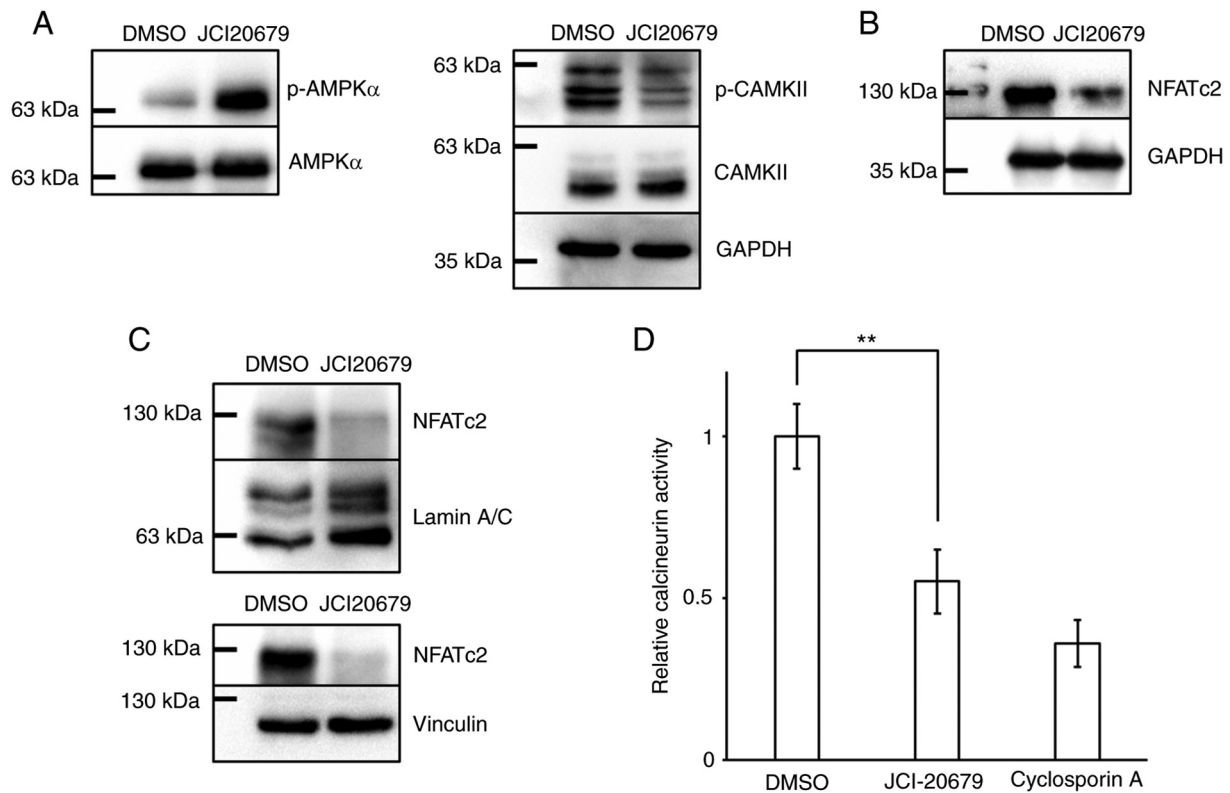 A
DMSO JCI20679
p-AMPKα
63 kDa
AMPKα
63 kDa
DMSO JCI20679
63 kDa
p-CAMKII
63 kDa
CAMKII
GAPDH
35 kDa
B
DMSO JCI20679
130 kDa
NFATc2
GAPDH
35 kDa
C
DMSO JCI20679
130 kDa
NFATc2
Lamin A/C
63 kDa
DMSO JCI20679
130 kDa
NFATc2
130 kDa
Vinculin
D
**
Relative calcineurin activity
1
0.5
0
DMSO
JCI-20679
Cyclosporin A